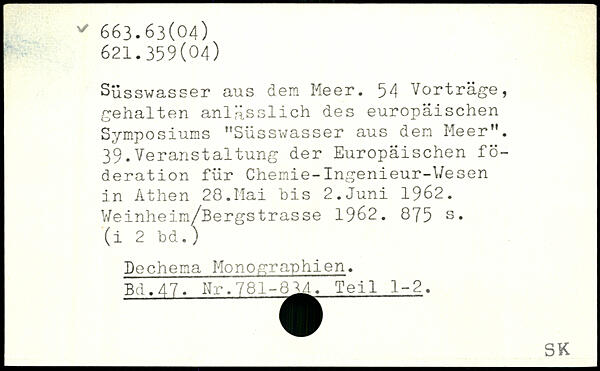 663.63(04)
621.359(04)
Süsswasser aus dem Meer. 54 Vorträge,
gehalten anlässlich des europäischen
Symposiums "Süsswasser aus dem Meer".
39.Veranstaltung der Europäischen fö-
deration für Chemie-Ingenieur-Wesen
in Athen 28.Mai bis 2.Juni 1962.
Weinheim/Bergstrasse 1962. 875 s.
(i 2 bd.)
Dechema Monographien.
Bd.47. Nr.781-834. Teil 1-2.
SK